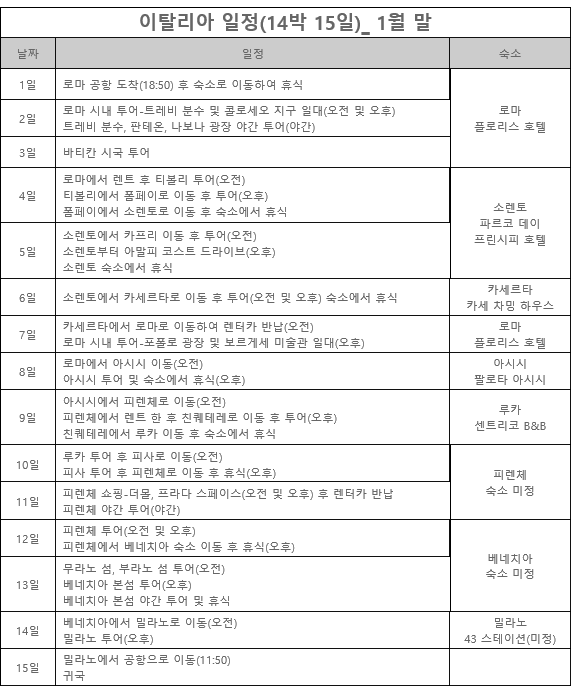 이탈리아 일정(14박 15일)_ 1월 말
날짜 일정 숙소
1일 로마 공항 도착(18:50) 후 숙소로 이동하여 휴식
로마
플로리스 호텔
2일 로마 시내 투어-트레비 분수 및 콜로세오 지구 일대(오전 및 오후)
트레비 분수, 판테온, 나보나 광장 야간 투어(야간)
3일 바티칸 시국 투어
4일 로마에서 렌트 후 티볼리 투어(오전)
티볼리에서 폼페이로 이동 후 투어(오후)
폼페이에서 소렌토로 이동 후 숙소에서 휴식
소렌토
파르코 데이
프린시피 호텔
5일 소렌토에서 카프리 이동 후 투어(오전)
소렌토부터 아말피 코스트 드라이브(오후)
소렌토 숙소에서 휴식
6일 소렌토에서 카세르타로 이동 후 투어(오전 및 오후) 숙소에서 휴식
카세르타
카세 차밍 하우스
7일 카세르타에서 로마로 이동하여 렌터카 반납(오전)
로마 시내 투어-포폴로 광장 및 보르게세 미술관 일대(오후)
로마
플로리스 호텔
8일 로마에서 아시시 이동(오전)
아시시 투어 및 숙소에서 휴식(오후)
아시시
팔로타 아시시
9일 아시시에서 피렌체로 이동(오전)
피렌체에서 렌트 한 후 친퀘테레로 이동 후 투어(오후)
친퀘테레에서 루카 이동 후 숙소에서 휴식
루카
센트리코 B&B
10일 루카 투어 후 피사로 이동(오전)
피사 투어 후 피렌체로 이동 후 휴식(오후)
피렌체
숙소 미정
11일 피렌체 쇼핑-더몰, 프라다 스페이스(오전 및 오후) 후 렌터카 반납
피렌체 야간 투어(야간)
12일 피렌체 투어(오전 및 오후)
피렌체에서 베네치아 숙소 이동 후 휴식(오후)
베네치아
숙소 미정
13일 무라노 섬, 부라노 섬 투어(오전)
베네치아 본섬 투어(오후)
베네치아 본섬 야간 투어 및 휴식
14일 베네치아에서 밀라노로 이동(오전)
밀라노 투어(오후)
밀라노
43 스테이션(미정)
15일 밀라노에서 공항으로 이동(11:50)
귀국